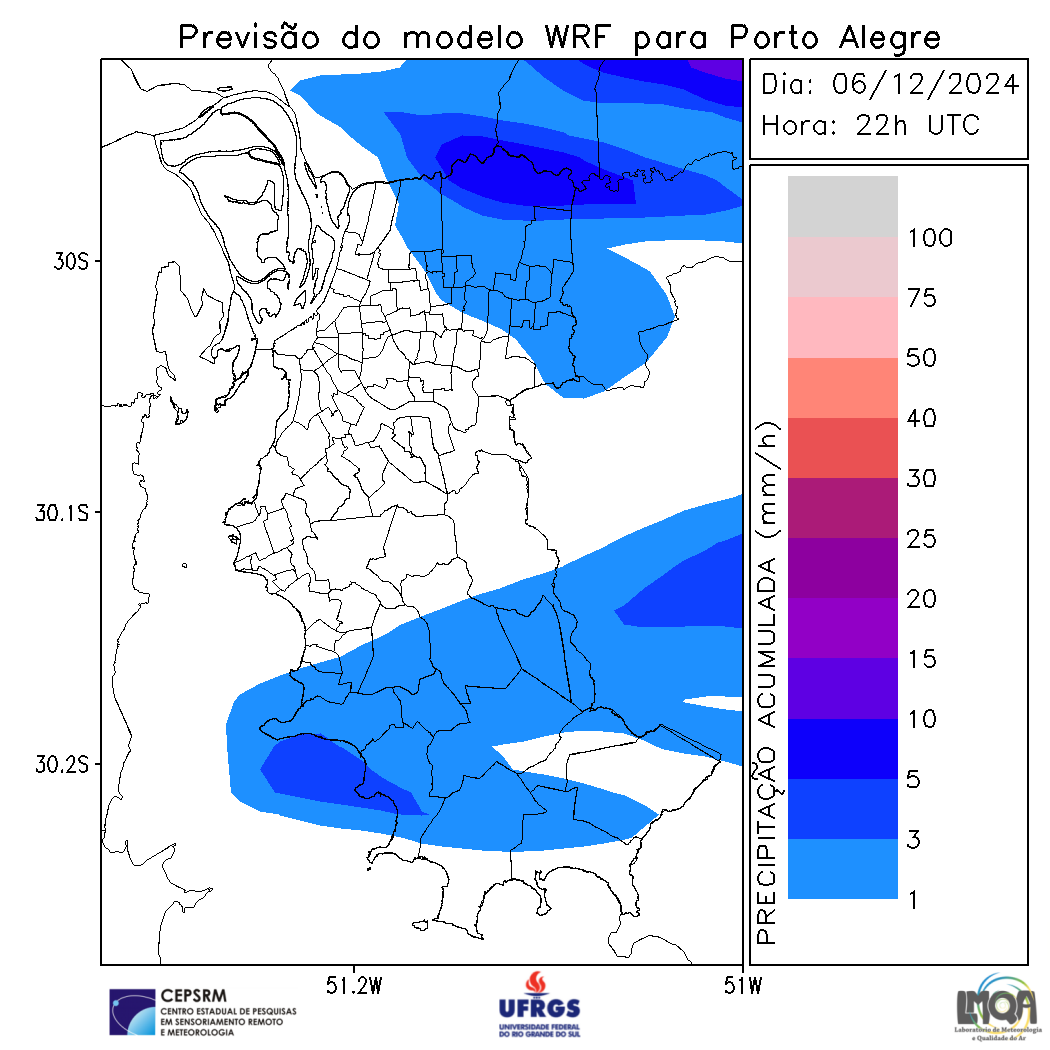 Previsão do modelo WRF para Porto Alegre
Dia: 06/12/2024
Hora: 22h UTC
30S
30.1S
30.2S
51.2W
51W
PRECIPITAÇÃO ACUMULADA (mm/h)
100
75
50
40
30
25
20
15
10
5
3
1
CEPSRM
CENTRO ESTADUAL DE PESQUISAS
EM SENSORIAMENTO REMOTO
E METEOROLOGIA
UFRGS
UNIVERSIDADE FEDERAL
DO RIO GRANDE DO SUL
LMQA
Laboratório de Meteorologia
e Qualidade do Ar